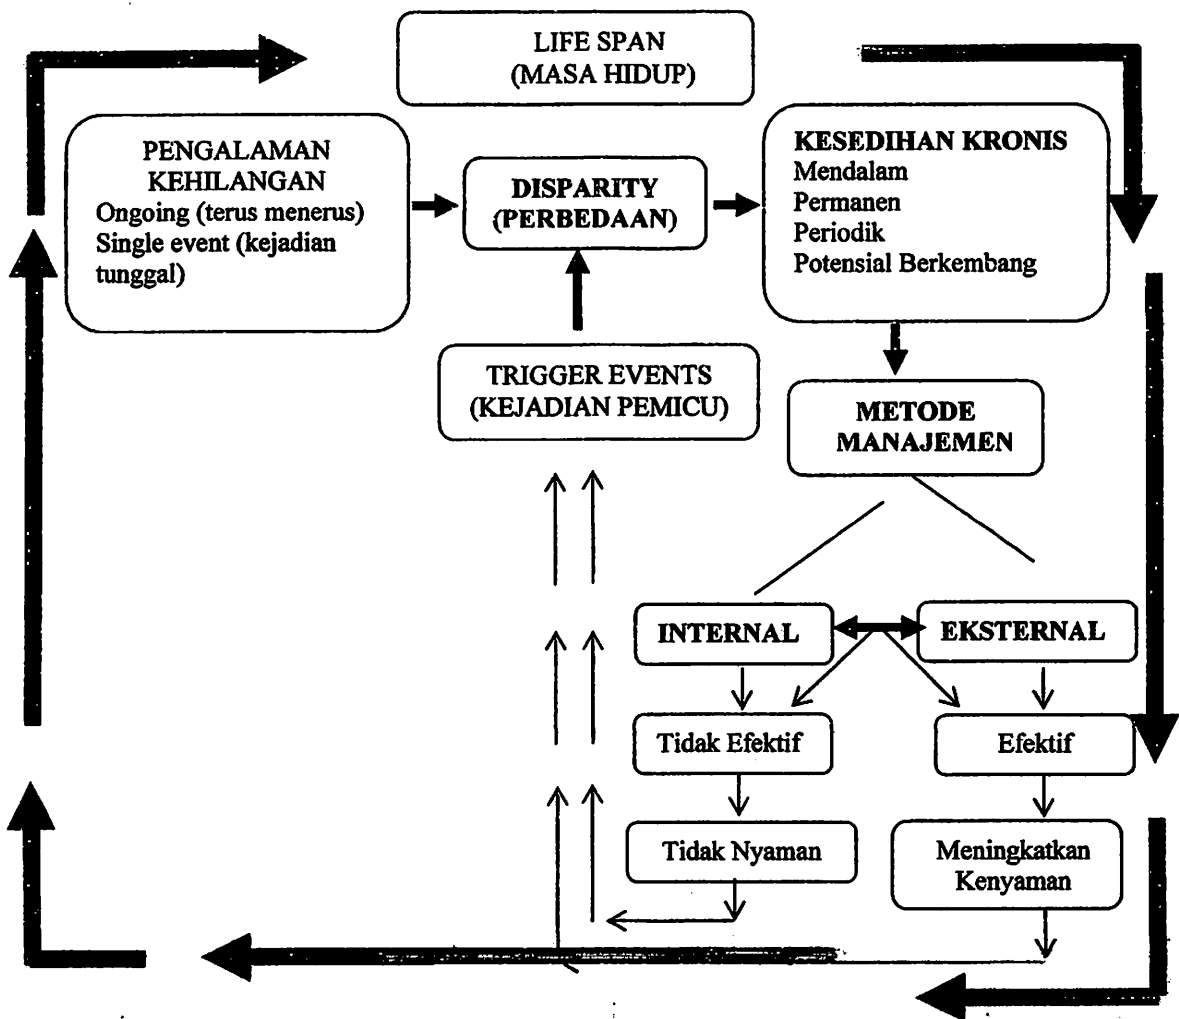 LIFE SPAN
(MASA HIDUP)
PENGALAMAN
KEHILANGAN
Ongoing (terus menerus)
Single event (kejadian
tunggal)
DISPARITY
(PERBEDAAN)
KESEDIHAN KRONIS
Mendalam
Permanen
Periodik
Potensial Berkembang
TRIGGER EVENTS
(KEJADIAN PEMICU)
METODE
MANAJEMEN
INTERNAL
EKSTERNAL
Tidak Efektif
Efektif
Tidak Nyaman
Meningkatkan
Kenyaman